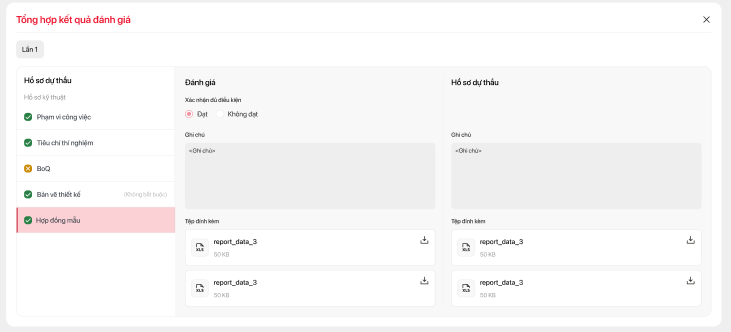 Tổng hợp kết quả đánh giá
Lần 1
Hồ sơ dự thầu
Hồ sơ kỹ thuật
Phạm vi công việc
Tiêu chí thí nghiệm
BoQ
Bản vẽ thiết kế
(Không bắt buộc)
Hợp đồng mẫu
Đánh giá
Xác nhận đủ điều kiện
Đạt
Không đạt
Ghi chú
<Ghi chú>
Tệp đính kèm
XLS
report_data_3
50 KB
XLS
report_data_3
50 KB
Hồ sơ dự thầu
Ghi chú
<Ghi chú>
Tệp đính kèm
XLS
report_data_3
50 KB
XLS
report_data_3
50 KB